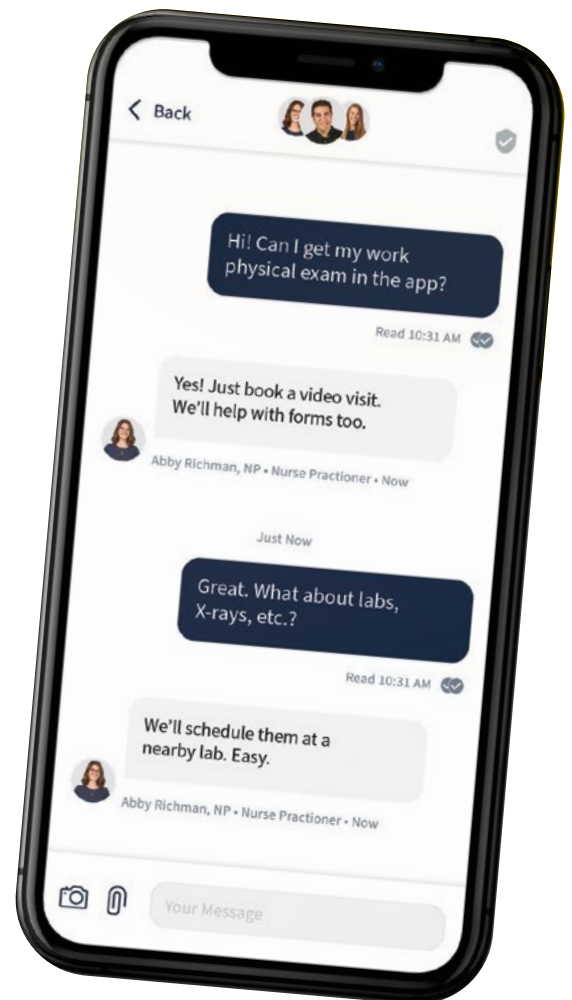 Back
Hi! Can I get my work
physical exam in the app?
Read 10:31 AM
Yes! Just book a video visit.
We'll help with forms too.
Abby Richman, NP • Nurse Practioner • Now
Just Now
Great. What about labs,
X-rays, etc.?
Read 10:31 AM
We'll schedule them at a
nearby lab. Easy.
Abby Richman, NP • Nurse Practioner • Now
Your Message